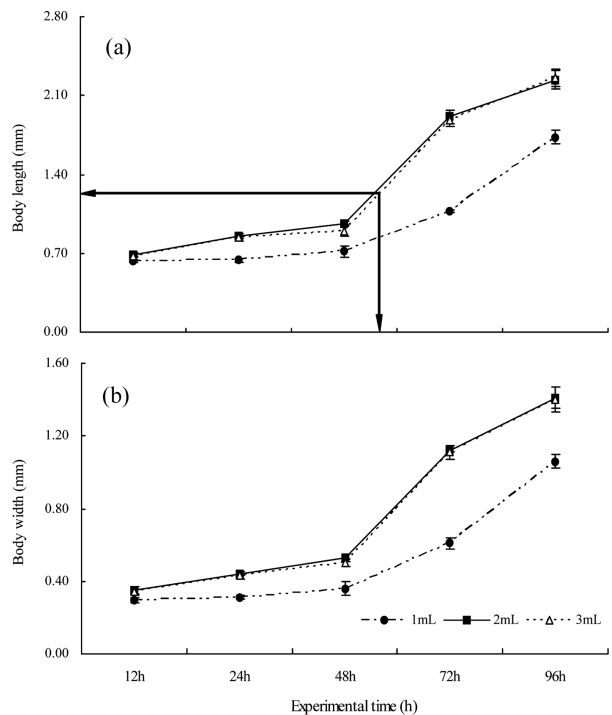 (a)
Body length (mm)
2.80
2.10
1.40
0.70
0.00
(b)
Body width (mm)
1.60
1.20
0.80
0.40
0.00
1mL 2mL 3mL
12h 24h 48h 72h 96h
Experimental time (h)